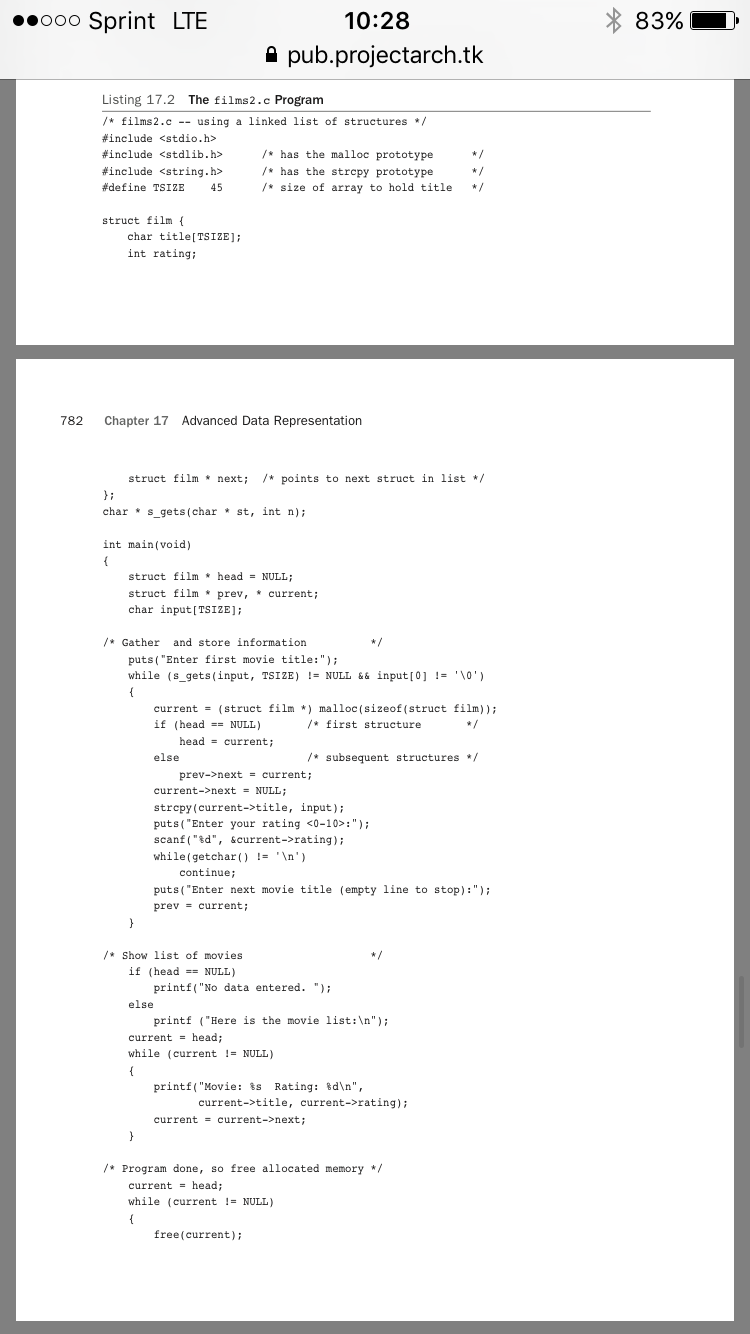 Sprint LTE 10:28 83%
pub.projectarch.tk
Listing 17.2 The films2.c Program
/* films2.c -- using a linked list of structures */
#include <stdio.h>
#include <stdlib.h>      /* has the malloc prototype      */
#include <string.h>      /* has the strcpy prototype      */
#define TSIZE    45      /* size of array to hold title   */
struct film {
    char title[TSIZE];
    int rating;
782 Chapter 17 Advanced Data Representation
    struct film * next;  /* points to next struct in list */
};
char * s_gets(char * st, int n);
int main(void)
{
    struct film * head = NULL;
    struct film * prev, * current;
    char input[TSIZE];
/* Gather  and store information          */
    puts("Enter first movie title:");
    while (s_gets(input, TSIZE) != NULL && input[0] != '\0')
    {
        current = (struct film *) malloc(sizeof(struct film));
        if (head == NULL)       /* first structure       */
            head = current;
        else                    /* subsequent structures */
            prev->next = current;
        current->next = NULL;
        strcpy(current->title, input);
        puts("Enter your rating <0-10>:");
        scanf("%d", &current->rating);
        while(getchar() != '\n')
            continue;
        puts("Enter next movie title (empty line to stop):");
        prev = current;
    }
/* Show list of movies                    */
    if (head == NULL)
        printf("No data entered. ");
    else
        printf ("Here is the movie list:\n");
    current = head;
    while (current != NULL)
    {
        printf("Movie: %s  Rating: %d\n",
               current->title, current->rating);
        current = current->next;
    }
/* Program done, so free allocated memory */
    current = head;
    while (current != NULL)
    {
        free(current);